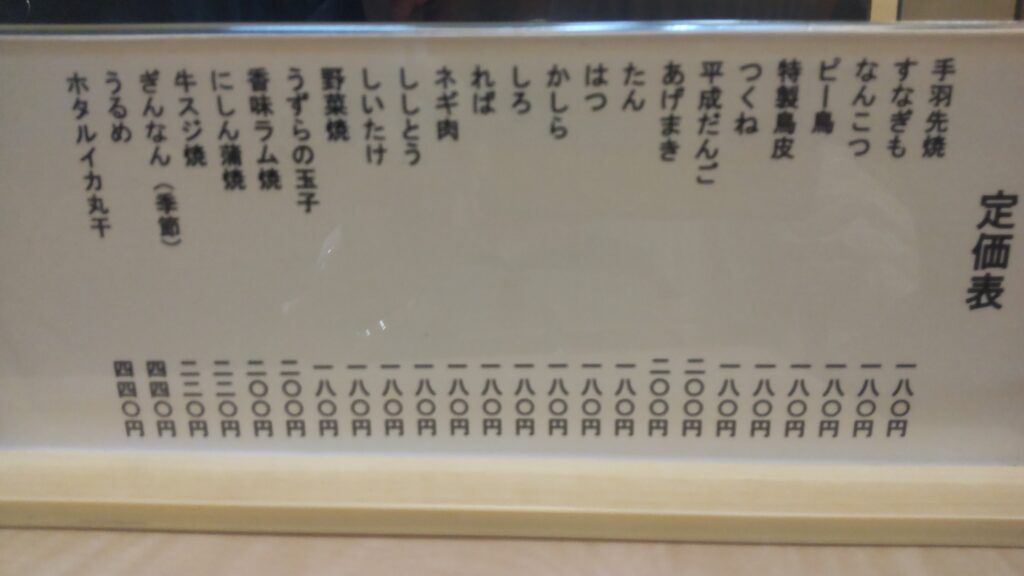 定価表
手羽先焼 一八〇円
すなぎも 一八〇円
なんこつ 一八〇円
ピー鳥 一八〇円
特製鳥皮 一八〇円
つくね 一八〇円
平成だんご 二〇〇円
あげまき 二〇〇円
たん 一八〇円
はつ 一八〇円
かしら 一八〇円
しろ 一八〇円
れば 一八〇円
ネギ肉 一八〇円
ししとう 一八〇円
しいたけ 一八〇円
野菜焼 一八〇円
うずらの玉子 一八〇円
香味ラム焼 二〇〇円
にしん蒲焼 二〇〇円
牛スジ焼 二二〇円
ぎんなん（季節） 二二〇円
うるめ 四四〇円
ホタルイカ丸干 四四〇円